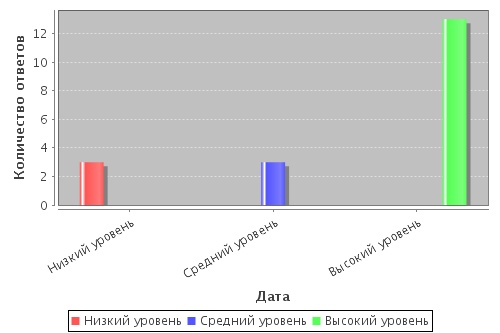 Количество ответов
12
10
8
6
4
2
0
Низкий уровень
Средний уровень
Высокий уровень
Дата
Низкий уровень Средний уровень Высокий уровень